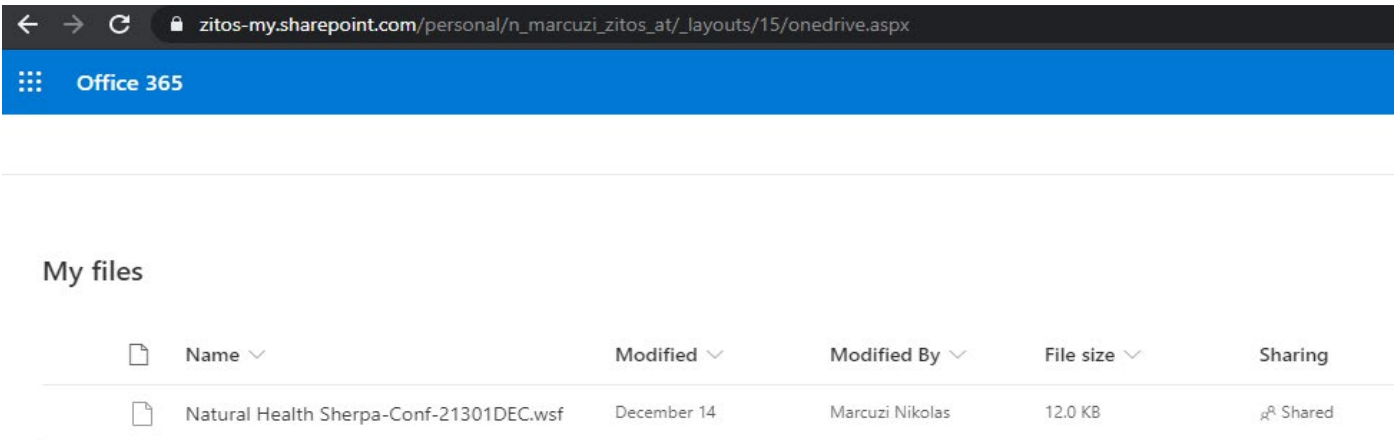 zitos-my.sharepoint.com/personal/n_marcuzi_zitos_at/_layouts/15/onedrive.aspx
Office 365
My files
Name Modified Modified By File size Sharing
Natural Health Sherpa-Conf-21301DEC.wsf December 14 Marcuzi Nikolas 12.0 KB Shared